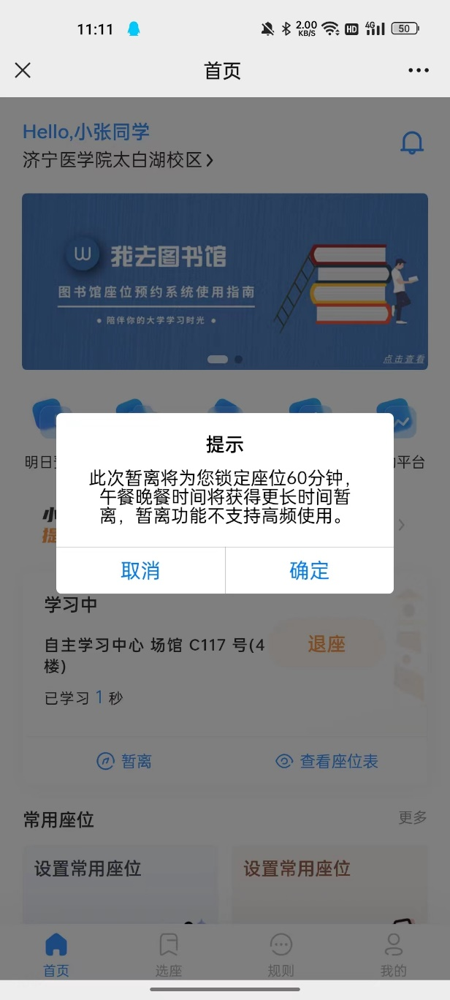 11:11
2.00 KB/S
HD
4G
50
首页
Hello,小张同学
济宁医学院太白湖校区
我去图书馆
图书馆座位预约系统使用指南
陪伴你的大学学习时光
点击查看
明日
平台
提示
此次暂离将为您锁定座位60分钟，
午餐晚餐时间将获得更长时间暂
离，暂离功能不支持高频使用。
取消
确定
学习中
自主学习中心 场馆 C117 号(4
楼)
退座
已学习 1 秒
暂离
查看座位表
常用座位
更多
设置常用座位
设置常用座位
首页
选座
规则
我的